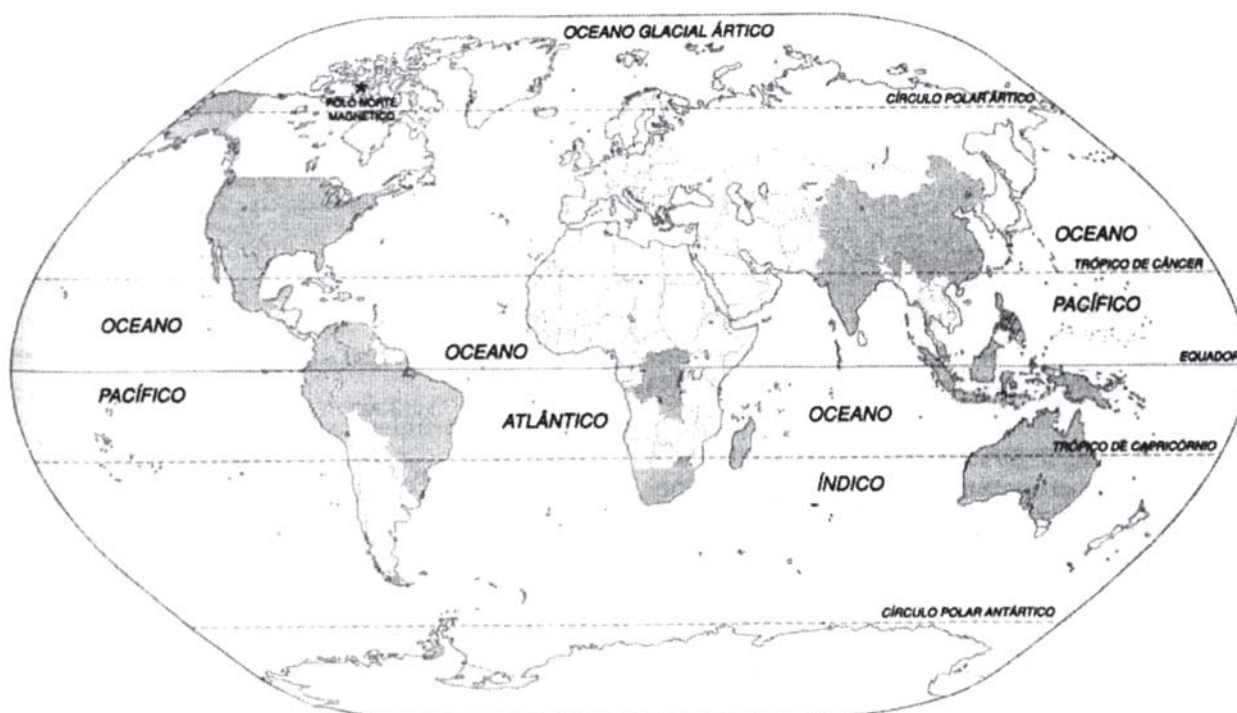 OCEANO GLACIAL ÁRTICO
POLO NORTE
MAGNÉTICO
CÍRCULO POLAR ÁRTICO
OCEANO
TRÓPICO DE CÂNCER
PACÍFICO
OCEANO
OCEANO
EQUADOR
PACÍFICO
ATLÂNTICO
OCEANO
TRÓPICO DE CAPRICÓRNIO
ÍNDICO
CÍRCULO POLAR ANTÁRTICO